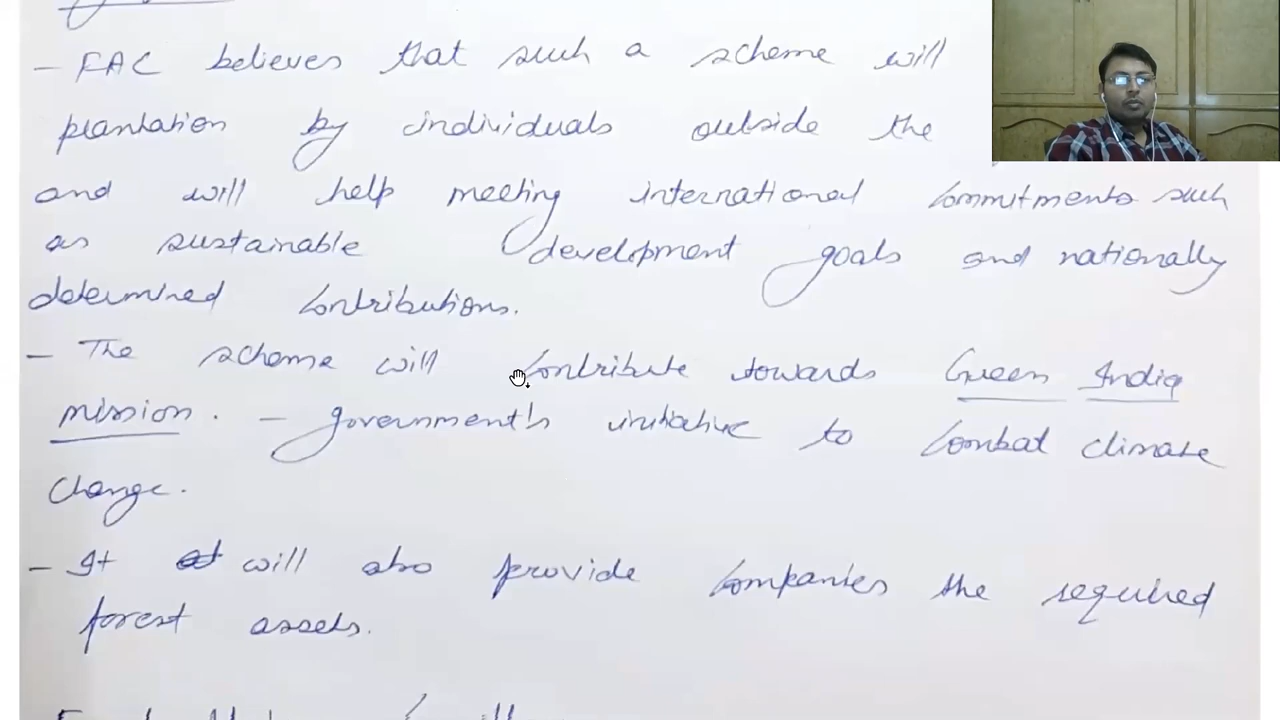 - FAC believes that such a scheme will
plantation by individuals outside the
and will help meeting international commitments such
as sustainable development goals and nationally
determined contributions.
- The scheme will contribute towards Green India
mission. - government's initiative to combat climate
change.
- It will also provide companies the required
forest assets.